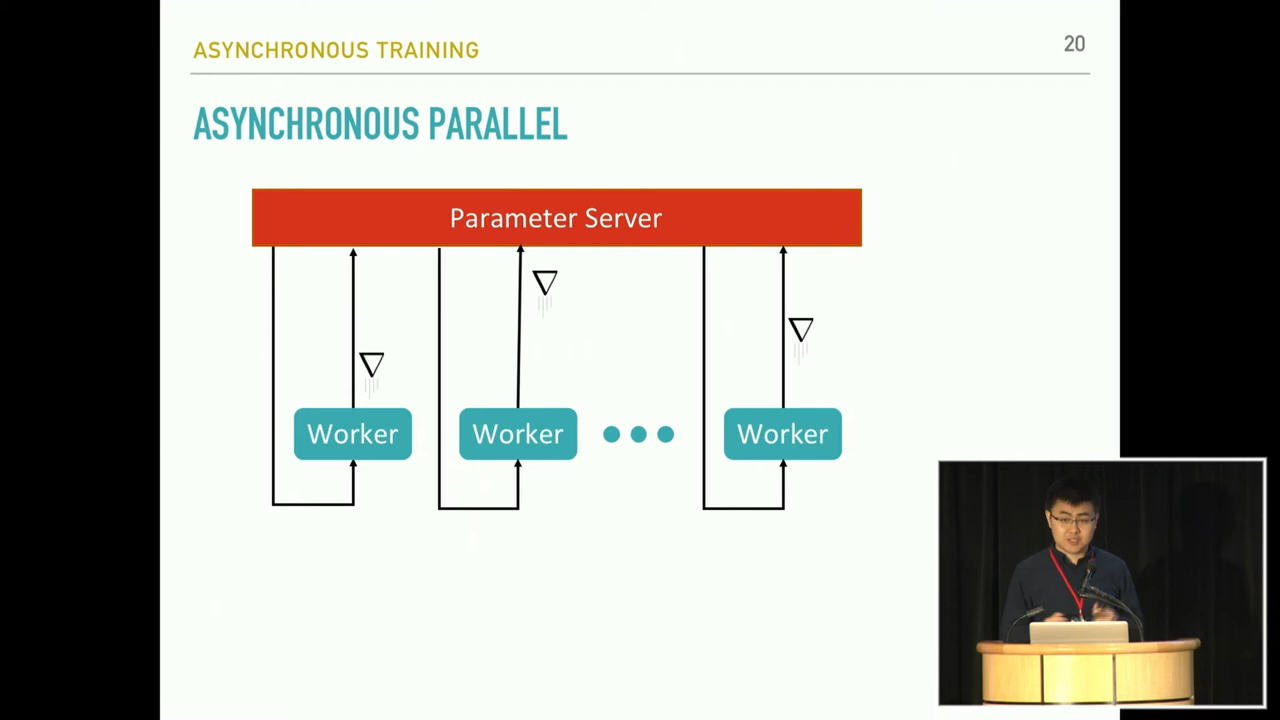 ASYNCHRONOUS TRAINING
20
ASYNCHRONOUS PARALLEL
Parameter Server
Worker
Worker
Worker